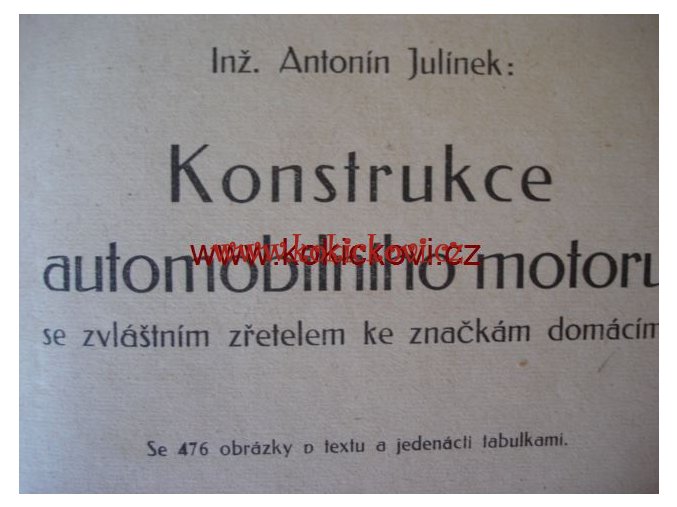 Inž. Antonín Julínek:
Konstrukce
automobilního motoru
www.kokickovi.cz
se zvláštním zřetelem ke značkám domácím
Se 476 obrázky v textu a jedenácti tabulkami.